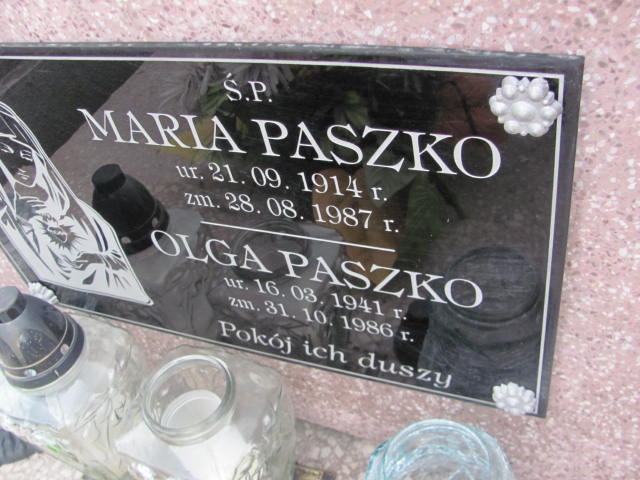 Ś.P.
MARIA PASZKO
ur. 21. 09. 1914 r.
zm. 28. 08. 1987 r.
OLGA PASZKO
ur. 16. 03. 1941 r.
zm. 31. 10. 1986 r.
Pokój ich duszy